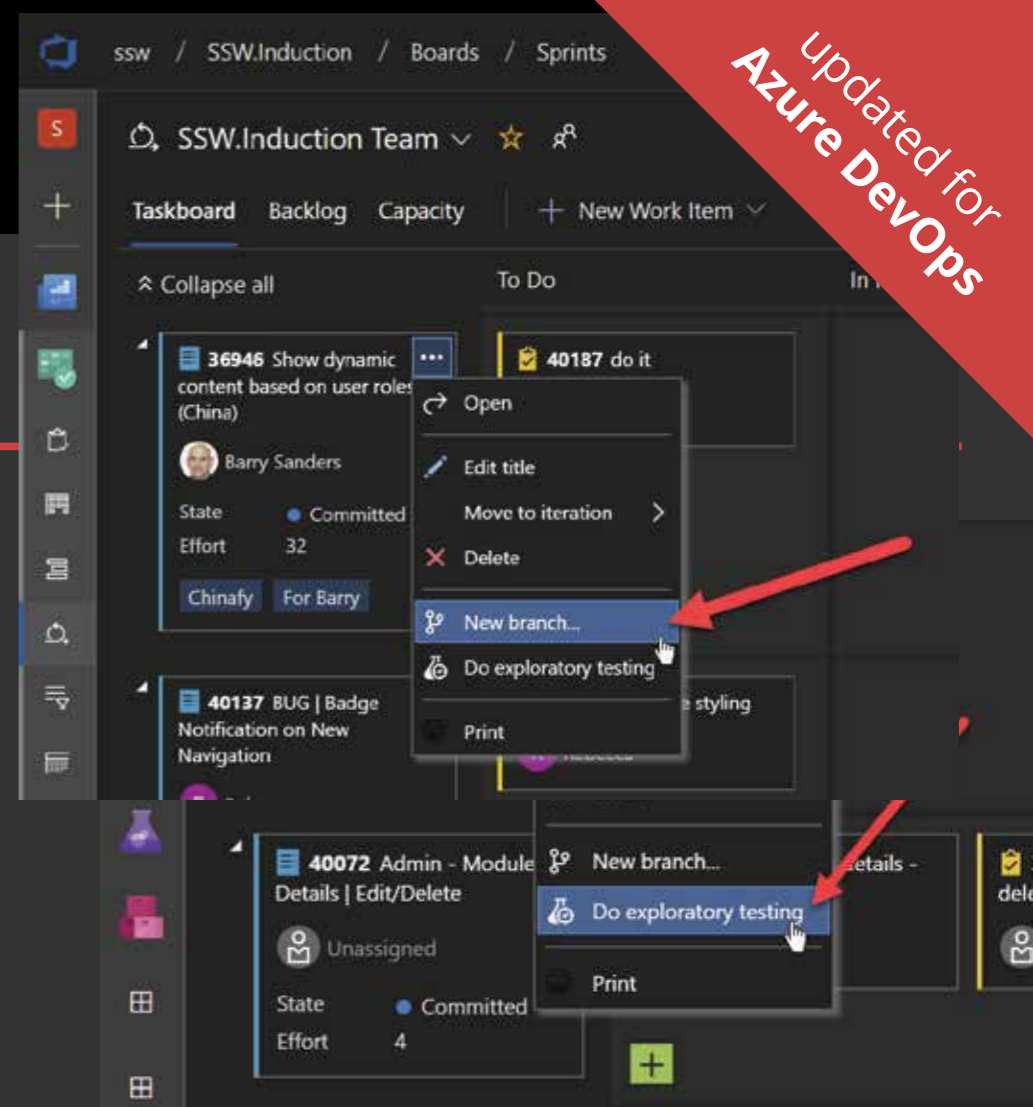 ssw / SSW.Induction / Boards / Sprints
updated for
Azure DevOps
S
SSW.Induction Team
Taskboard Backlog Capacity + New Work Item
Collapse all
To Do
In
36946 Show dynamic
content based on user roles
(China)
Barry Sanders
State Committed
Effort 32
Chinafy For Barry
40187 do it
Open
Edit title
Move to iteration
Delete
New branch...
Do exploratory testing
Print
40137 BUG | Badge
Notification on New
Navigation
styling
40072 Admin - Module
Details | Edit/Delete
Unassigned
State Committed
Effort 4
New branch...
Do exploratory testing
Print
details -
dele
+